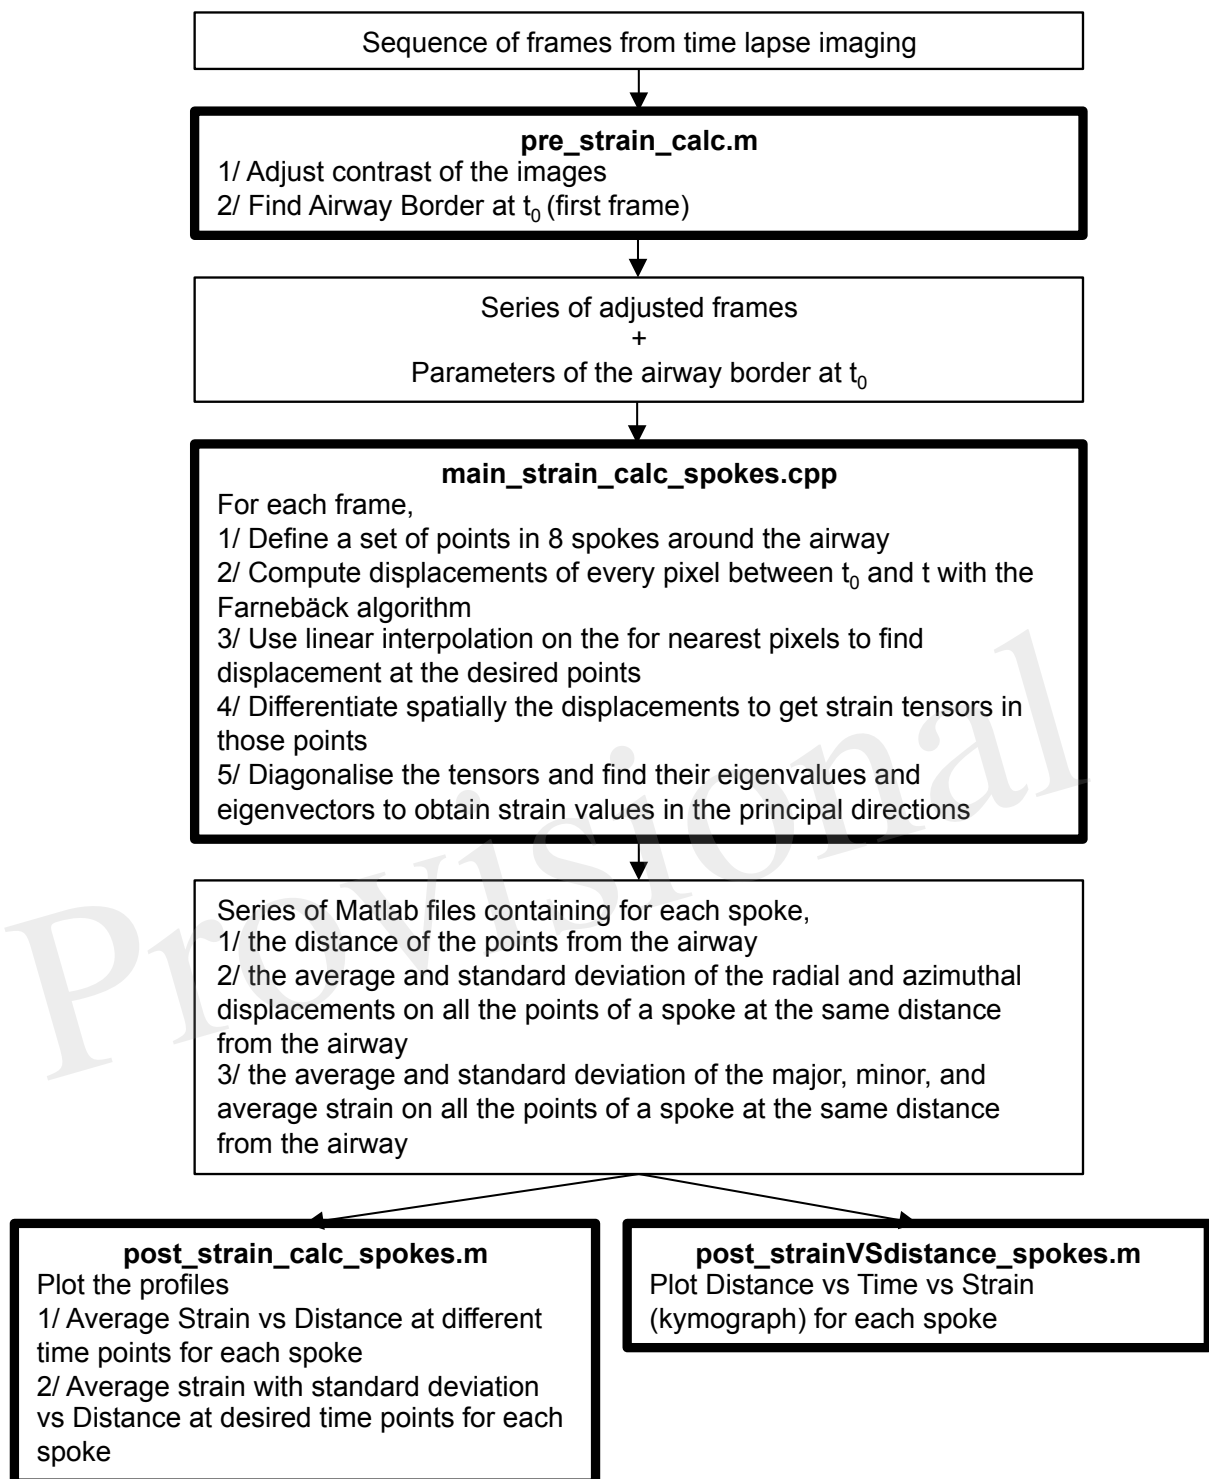 Sequence of frames from time lapse imaging
pre_strain_calc.m
1/ Adjust contrast of the images
2/ Find Airway Border at t0 (first frame)
Series of adjusted frames
+
Parameters of the airway border at t0
main_strain_calc_spokes.cpp
For each frame,
1/ Define a set of points in 8 spokes around the airway
2/ Compute displacements of every pixel between t0 and t with the
Farnebäck algorithm
3/ Use linear interpolation on the for nearest pixels to find
displacement at the desired points
4/ Differentiate spatially the displacements to get strain tensors in
those points
5/ Diagonalise the tensors and find their eigenvalues and
eigenvectors to obtain strain values in the principal directions
Series of Matlab files containing for each spoke,
1/ the distance of the points from the airway
2/ the average and standard deviation of the radial and azimuthal
displacements on all the points of a spoke at the same distance
from the airway
3/ the average and standard deviation of the major, minor, and
average strain on all the points of a spoke at the same distance
from the airway
post_strain_calc_spokes.m
Plot the profiles
1/ Average Strain vs Distance at different
time points for each spoke
2/ Average strain with standard deviation
vs Distance at desired time points for each
spoke
post_strainVSdistance_spokes.m
Plot Distance vs Time vs Strain
(kymograph) for each spoke
Provisional